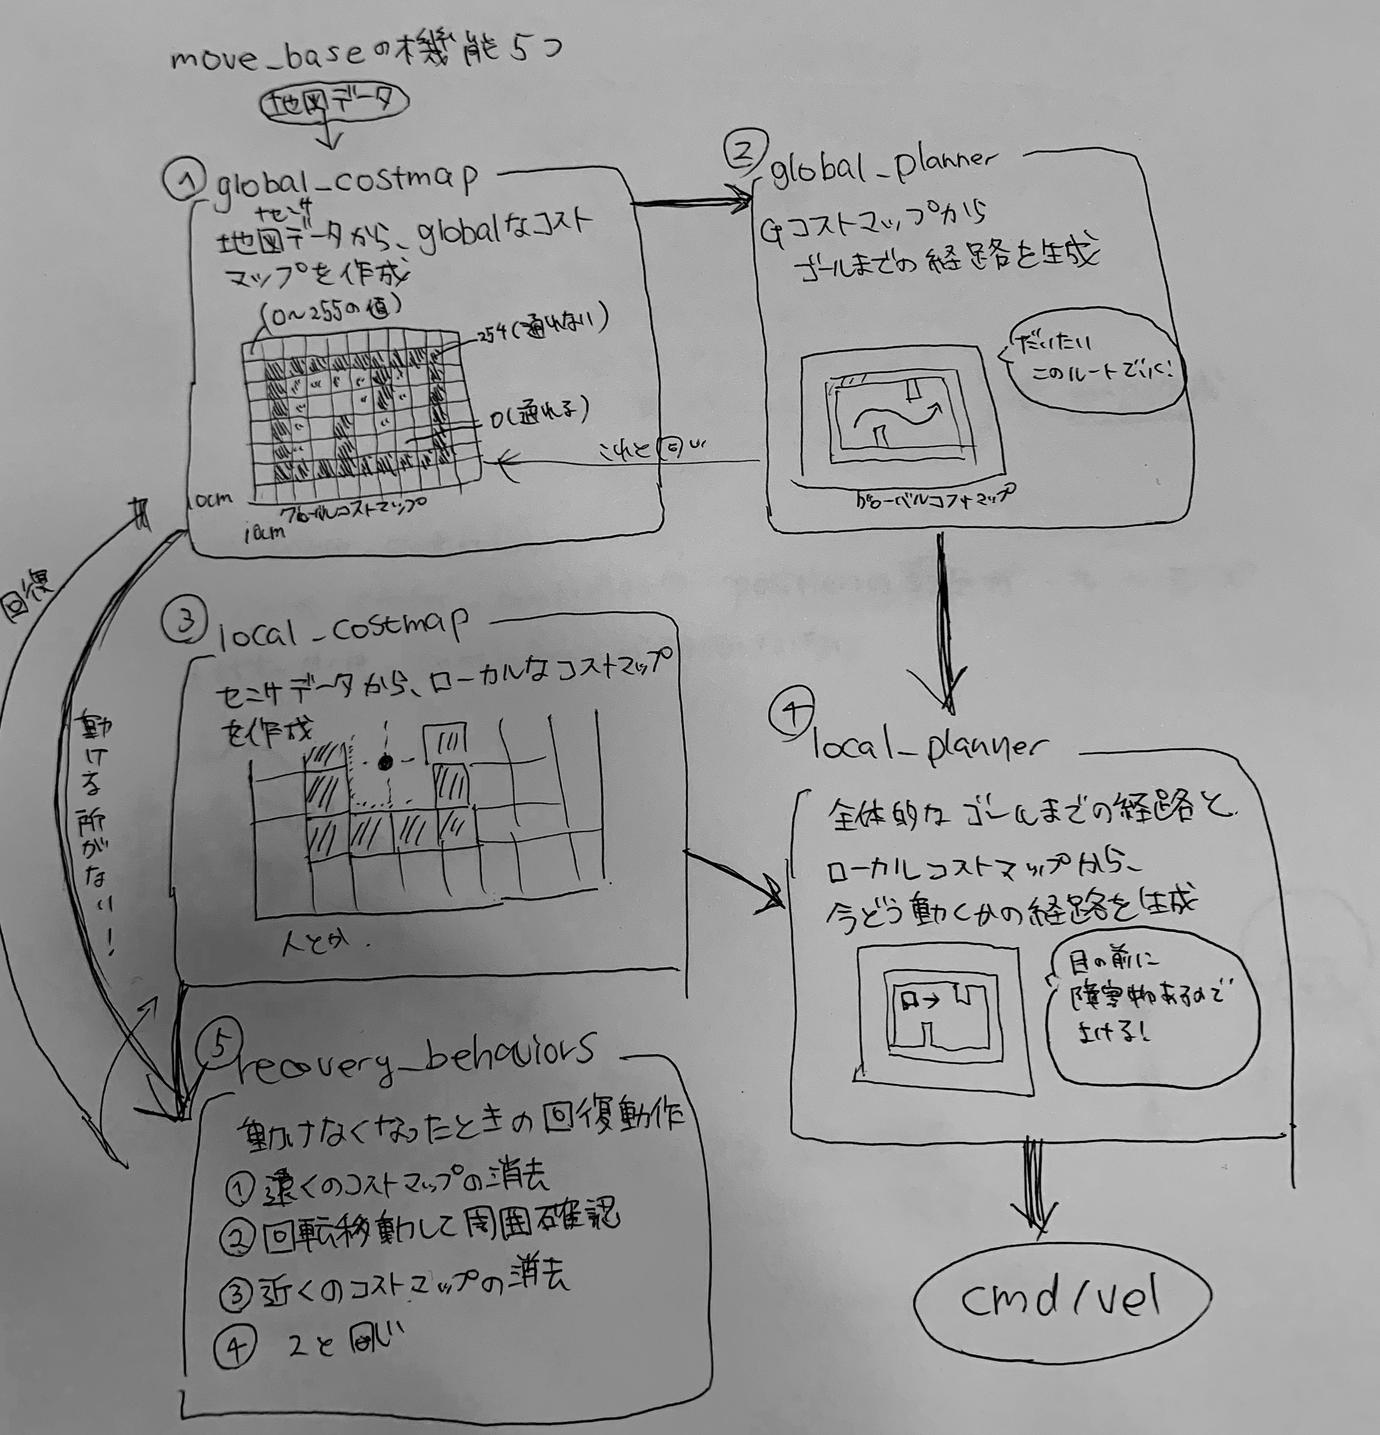 move_baseの機能5つ
地図データ
① global_costmap
センサ
地図データから、globalなコスト
マップを作成
(0~255の値)
254(通れない)
0(通れる)
10cm
グローバルコストマップ
10cm
② global_planner
Gコストマップから
ゴールまでの経路を生成
だいたい
このルートでいく!
これと同じ
グローバルコストマップ
回復
動ける所がない!
③ local_costmap
センサデータから、ローカルなコストマップ
を作成
人とか.
④ local_planner
全体的なゴールまでの経路と
ローカルコストマップから、
今どう動くかの経路を生成
目の前に
障害物あるので
よける!
⑤ recovery_behaviors
動けなくなったときの回復動作
① 遠くのコストマップの消去
② 回転移動して周囲確認
③ 近くのコストマップの消去
④ 2と同じ
cmd/vel